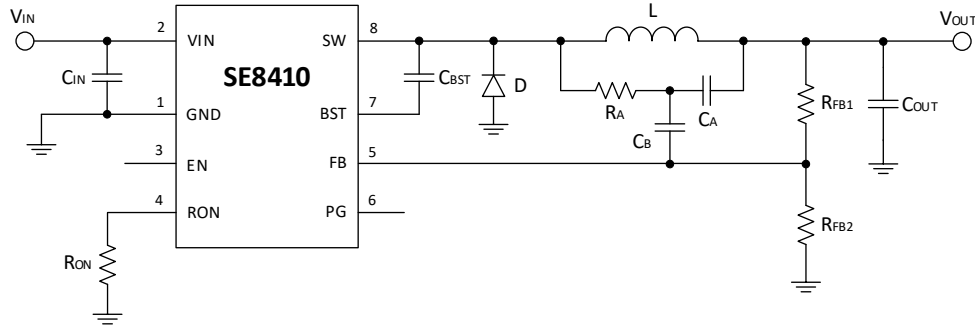 VIN
VOUT
L
2
VIN
SW
8
CIN
SE8410
CBST
D
RA
CA
RFB1
COUT
1
GND
BST
7
CB
3
EN
FB
5
4
RON
PG
6
RFB2
RON